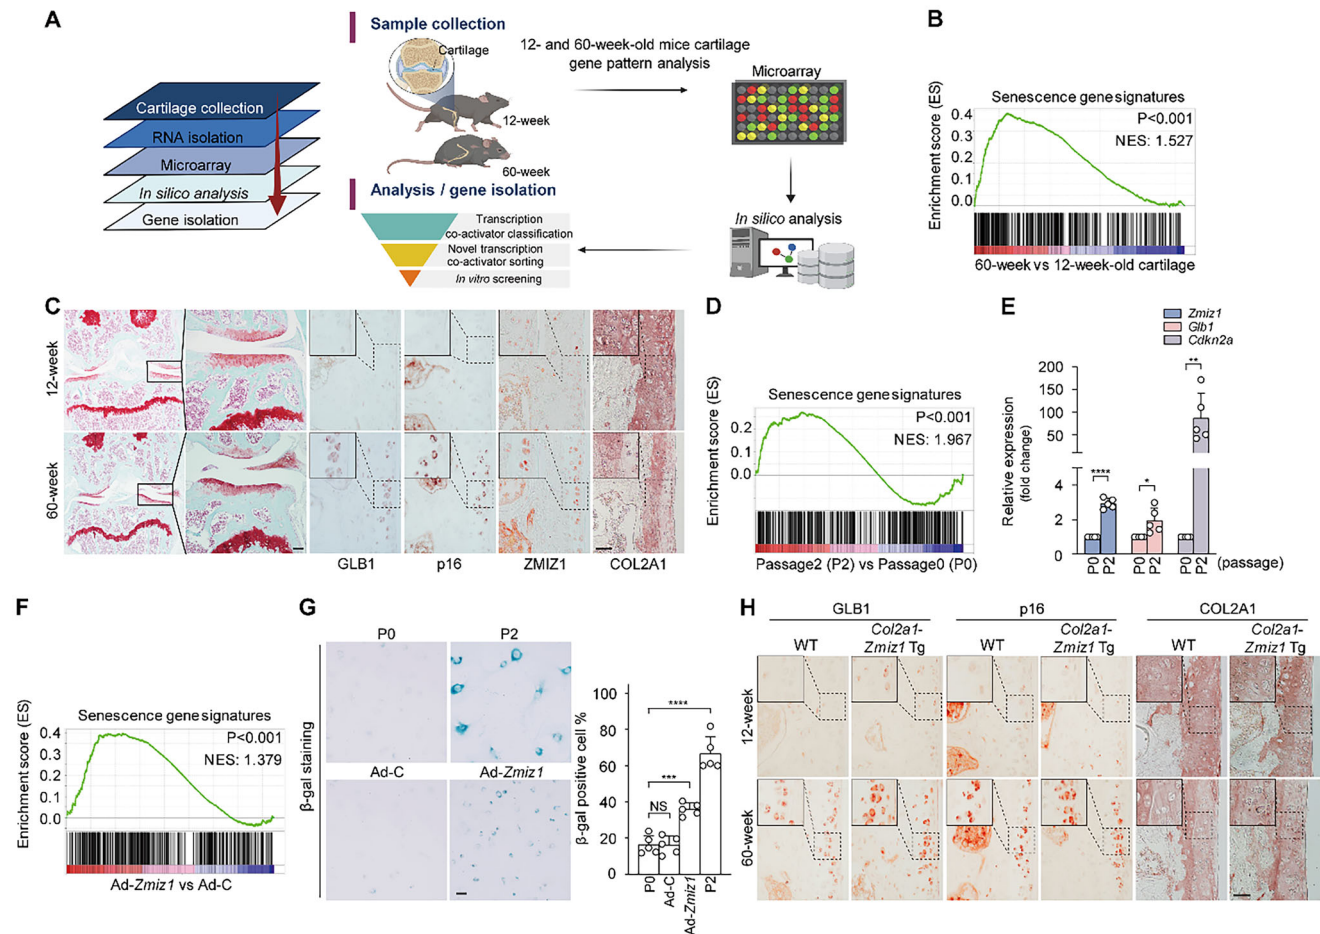 A
Cartilage collection
RNA isolation
Microarray
In silico analysis
Gene isolation
Sample collection
Cartilage
12-week
60-week
12- and 60-week-old mice cartilage
gene pattern analysis
Microarray
In silico analysis
Analysis / gene isolation
Transcription
co-activator classification
Novel transcription
co-activator sorting
In vitro screening
B
Senescence gene signatures
P<0.001
NES: 1.527
Enrichment score (ES)
0.4
0.3
0.2
0.1
0.0
60-week vs 12-week-old cartilage
C
12-week
60-week
GLB1
p16
ZMIZ1
COL2A1
D
Senescence gene signatures
P<0.001
NES: 1.967
Enrichment score (ES)
0.2
0.1
0.0
Passage2 (P2) vs Passage0 (P0)
E
Zmiz1
Glb1
Cdkn2a
Relative expression
(fold change)
200
150
100
50
4
2
1
0
****
*
**
P0
P2
P0
P2
P0
P2
(passage)
F
Senescence gene signatures
P<0.001
NES: 1.379
Enrichment score (ES)
0.4
0.3
0.2
0.1
0.0
Ad-Zmiz1 vs Ad-C
G
β-gal staining
P0
P2
Ad-C
Ad-Zmiz1
β-gal positive cell %
100
80
60
40
20
0
****
***
NS
P0
Ad-C
Ad-Zmiz1
P2
H
GLB1
p16
COL2A1
WT
Col2a1-
Zmiz1 Tg
WT
Col2a1-
Zmiz1 Tg
WT
Col2a1-
Zmiz1 Tg
12-week
60-week